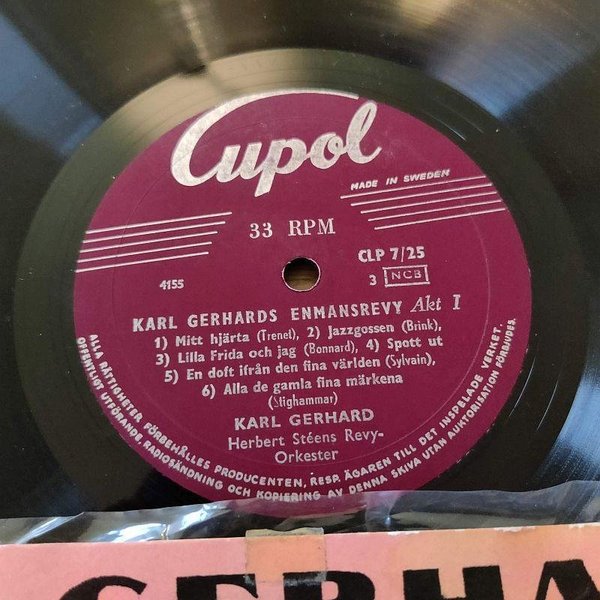 Cupol
MADE IN SWEDEN
33 RPM
CLP 7/25
4155
3 NCB
KARL GERHARDS ENMANSREVY Akt I
1) Mitt hjärta (Trenet), 2) Jazzgossen (Brink),
3) Lilla Frida och jag (Bonnard), 4) Spott ut
5) En doft ifrån den fina världen (Sylvain),
6) Alla de gamla fina märkena
(Stighammar)
KARL GERHARD
Herbert Stéens Revy-
Orkester
ALLA RÄTTIGHETER FÖRBEHÅLLES PRODUCENTEN, RESP. ÄGAREN TILL DET INSPELADE VERKET.
OFFENTLIGT UTFÖRANDE, RADIOSÄNDNING OCH KOPIERING AV DENNA SKIVA UTAN AUKTORISATION FÖRBJUDES.
GERHA